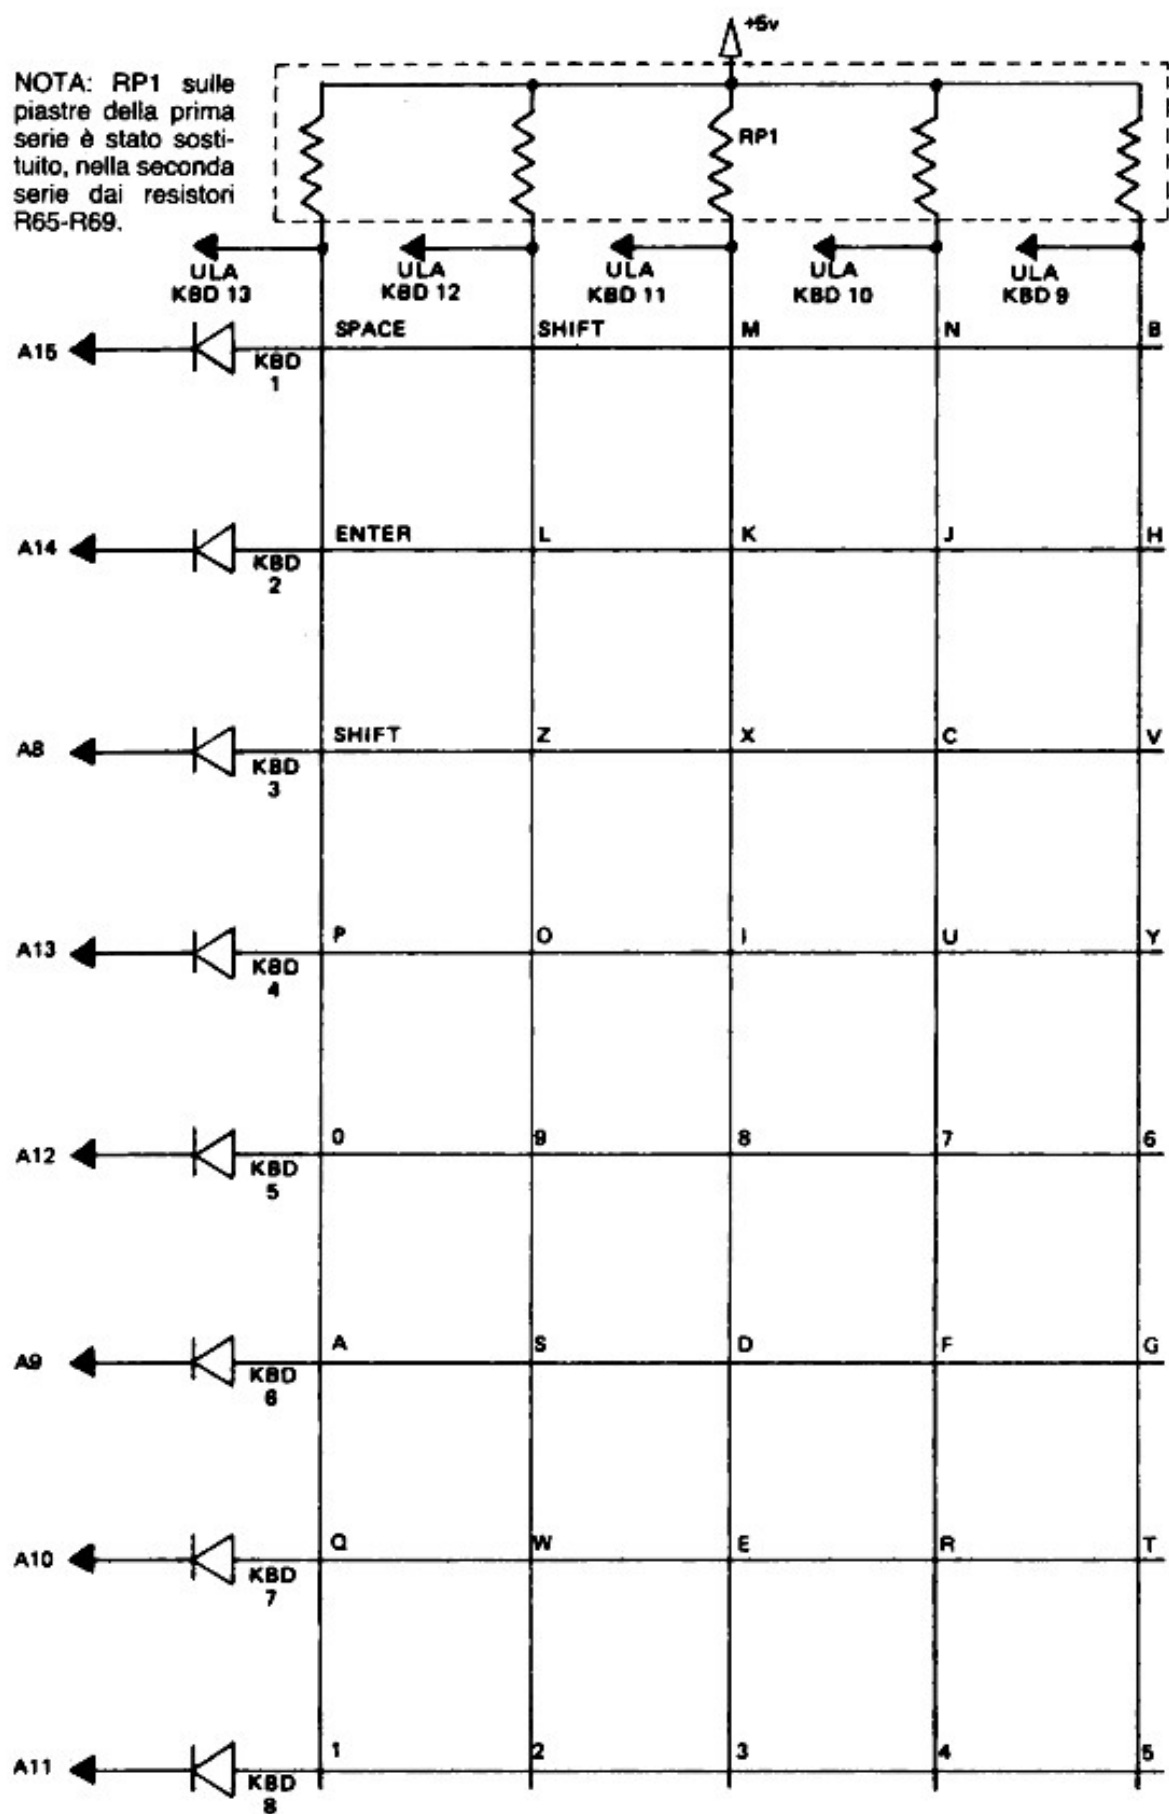 +5v
NOTA: RP1 sulle
piastre della prima
serie è stato sosti-
tuito, nella seconda
serie dai resistori
R65-R69.
RP1
ULA
KBD 13
ULA
KBD 12
ULA
KBD 11
ULA
KBD 10
ULA
KBD 9
A15
KBD
1
SPACE
SHIFT
M
N
B
A14
KBD
2
ENTER
L
K
J
H
A8
KBD
3
SHIFT
Z
X
C
V
A13
KBD
4
P
O
I
U
Y
A12
KBD
5
0
9
8
7
6
A9
KBD
6
A
S
D
F
G
A10
KBD
7
Q
W
E
R
T
A11
KBD
8
1
2
3
4
5